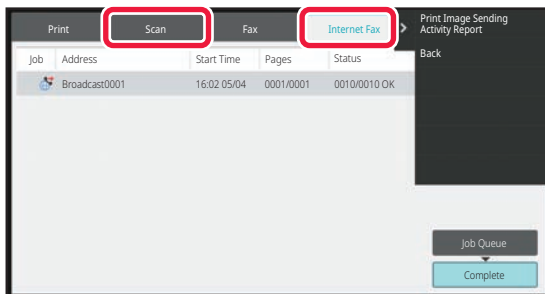 Print Scan Fax Internet Fax
Job Address Start Time Pages Status
Broadcast0001 16:02 05/04 0001/0001 0010/0010 OK
Print Image Sending
Activity Report
Back
Job Queue
Complete